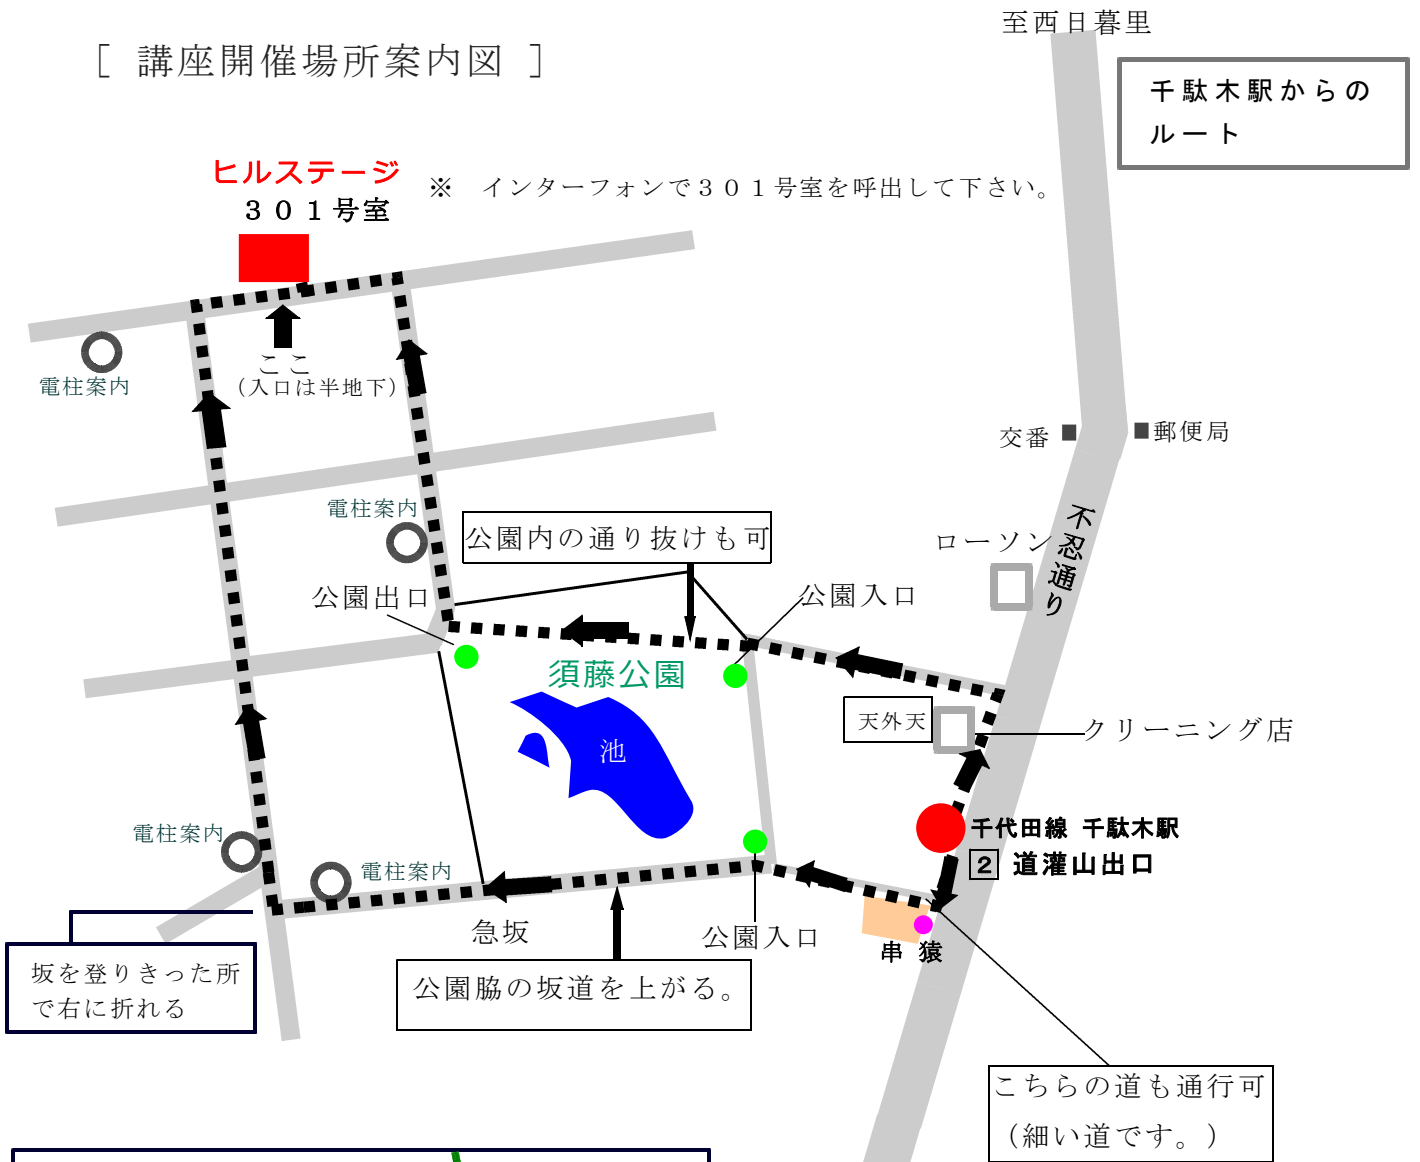 至西日暮里
［ 講座開催場所案内図 ］
千駄木駅からの
ルート
ヒルステージ
３０１号室
※ インターフォンで３０１号室を呼出して下さい。
ここ
（入口は半地下）
電柱案内
交番
郵便局
電柱案内
公園内の通り抜けも可
ローソン
不忍通り
公園出口
公園入口
須藤公園
天外天
クリーニング店
池
千代田線 千駄木駅
2 道灌山出口
電柱案内
電柱案内
急坂
公園入口
串 猿
坂を登りきった所
で右に折れる
公園脇の坂道を上がる。
こちらの道も通行可
（細い道です。）